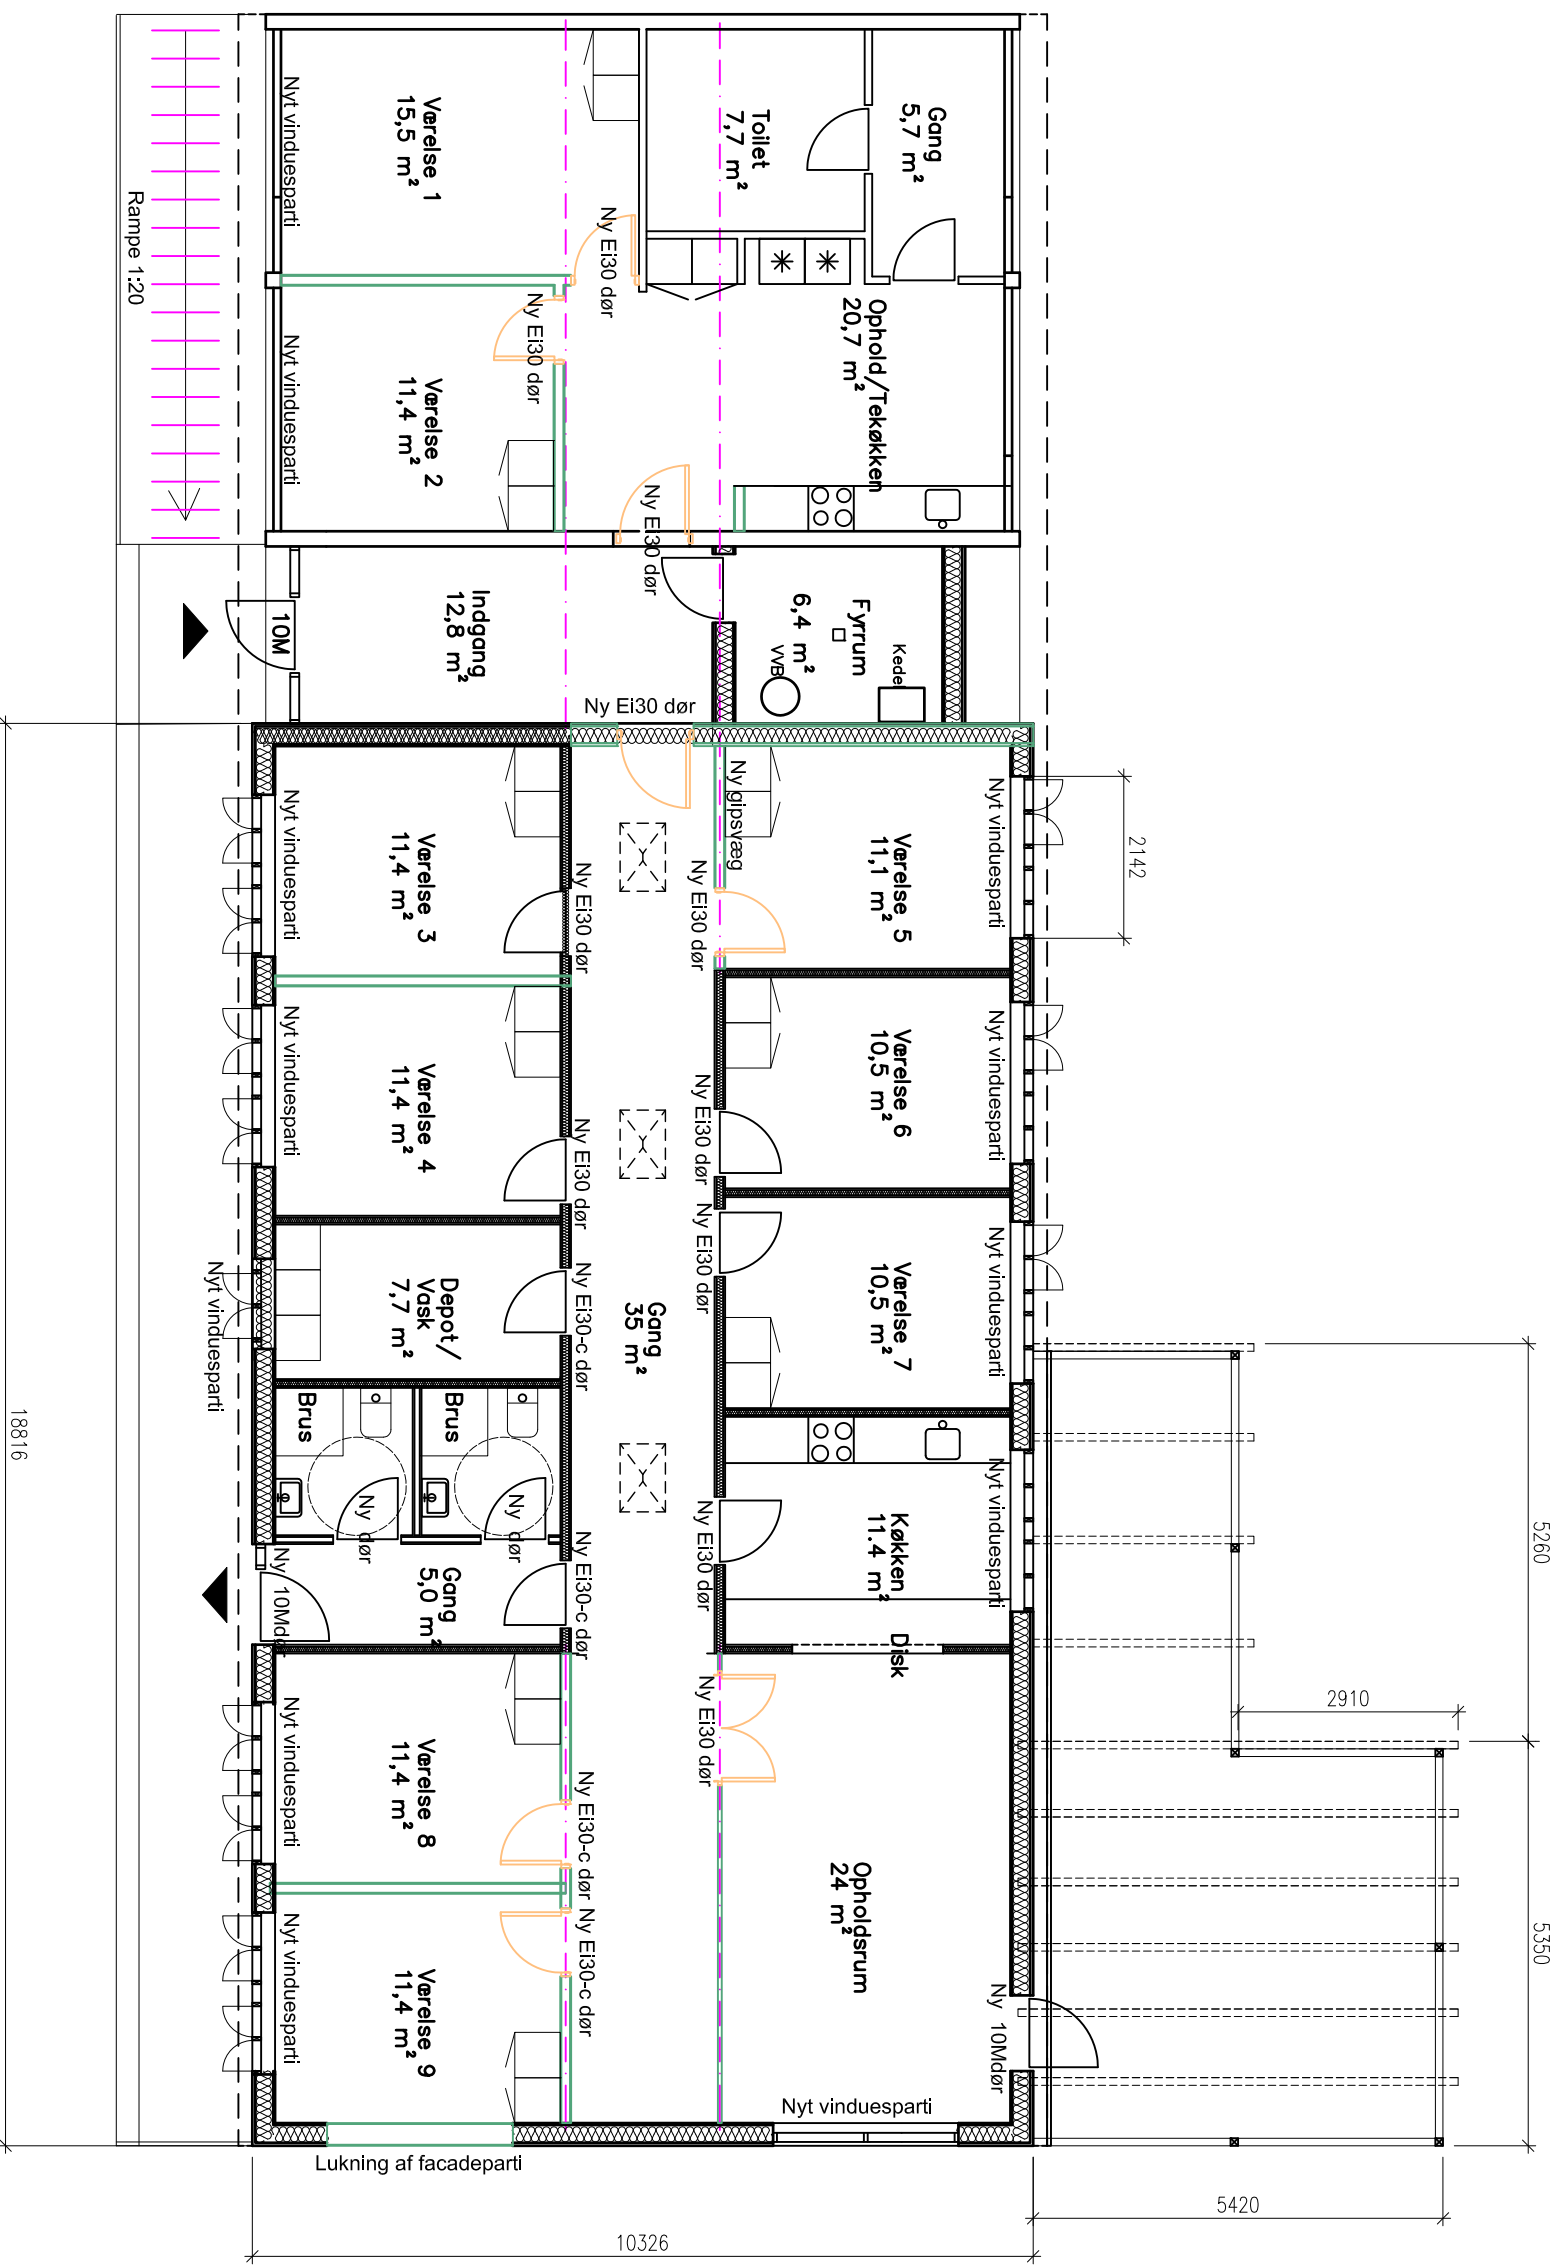 Gang
5,7 m²
Toilet
7,7 m²
Værelse 1
15,5 m²
Nyt vinduesparti
Rampe 1:20
Ny Ei30 dør
Ophold/Tekøkken
20,7 m²
Ny Ei30 dør
Værelse 2
11,4 m²
Nyt vinduesparti
Ny Ei30 dør
Kedel
Fyrrum
6,4 m²
VVB
Indgang
12,8 m²
10M
Ny Ei30 dør
2142
Nyt vinduesparti
Værelse 5
11,1 m²
Ny gipsvæg
Ny Ei30 dør
Ny Ei30 dør
Værelse 3
11,4 m²
Nyt vinduesparti
Nyt vinduesparti
Værelse 6
10,5 m²
Ny Ei30 dør
Ny Ei30 dør
Værelse 4
11,4 m²
Nyt vinduesparti
Nyt vinduesparti
Værelse 7
10,5 m²
Ny Ei30 dør
Gang
35 m²
Ny Ei30-c dør
Depot/
Vask
7,7 m²
Nyt vinduesparti
18816
Brus
Brus
Ny dør
Ny dør
Nyt vinduesparti
Køkken
11.4 m²
Disk
Ny Ei30 dør
Ny Ei30-c dør
Gang
5,0 m²
Ny 10Mdør
5260
2910
5350
Ny Ei30 dør
Opholdsrum
24 m²
Ny 10Mdør
Ny Ei30-c dør
Værelse 8
11,4 m²
Nyt vinduesparti
Ny Ei30-c dør
Værelse 9
11,4 m²
Nyt vinduesparti
Nyt vinduesparti
Lukning af facadeparti
5420
10326